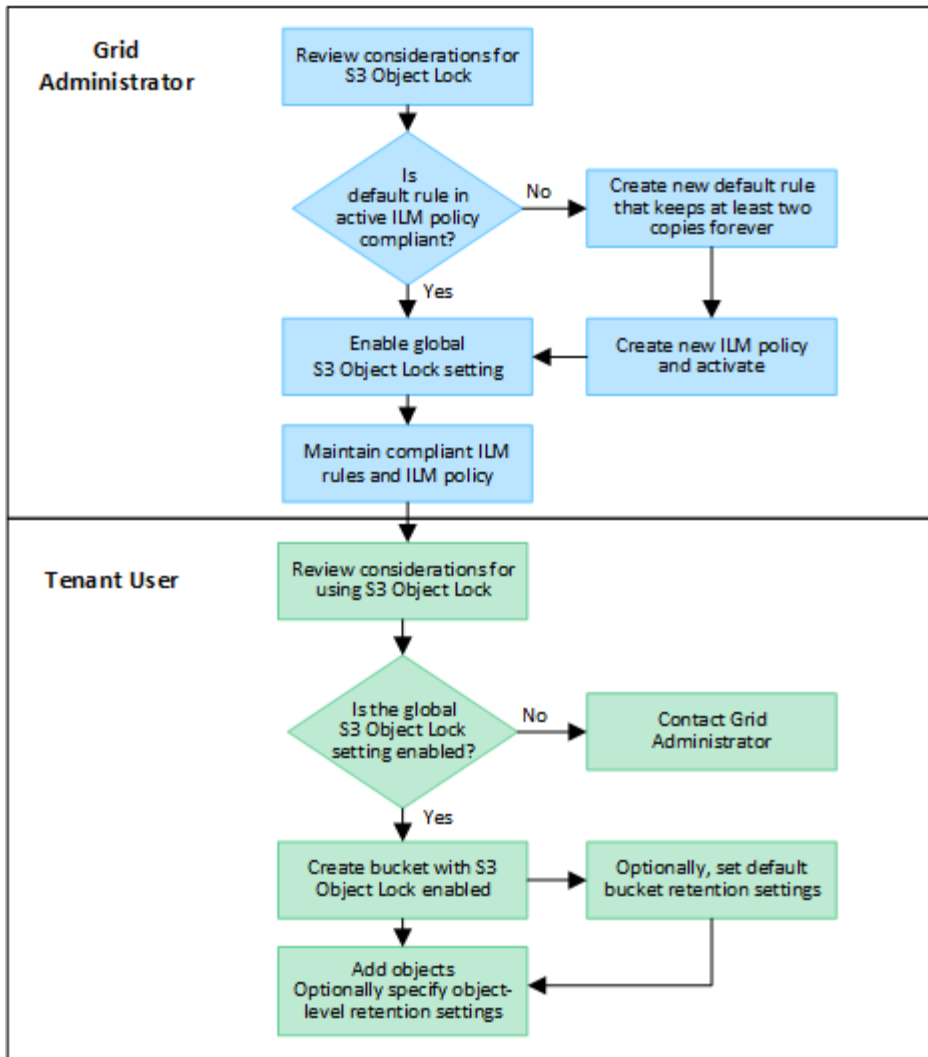 Grid
Administrator
Review considerations for
S3 Object Lock
Is
default rule in
active ILM policy
compliant?
No
Create new default rule
that keeps at least two
copies forever
Yes
Enable global
S3 Object Lock setting
Create new ILM policy
and activate
Maintain compliant ILM
rules and ILM policy
Tenant User
Review considerations for
using S3 Object Lock
Is the global
S3 Object Lock
setting enabled?
No
Contact Grid
Administrator
Yes
Create bucket with S3
Object Lock enabled
Optionally, set default
bucket retention settings
Add objects
Optionally specify object-
level retention settings